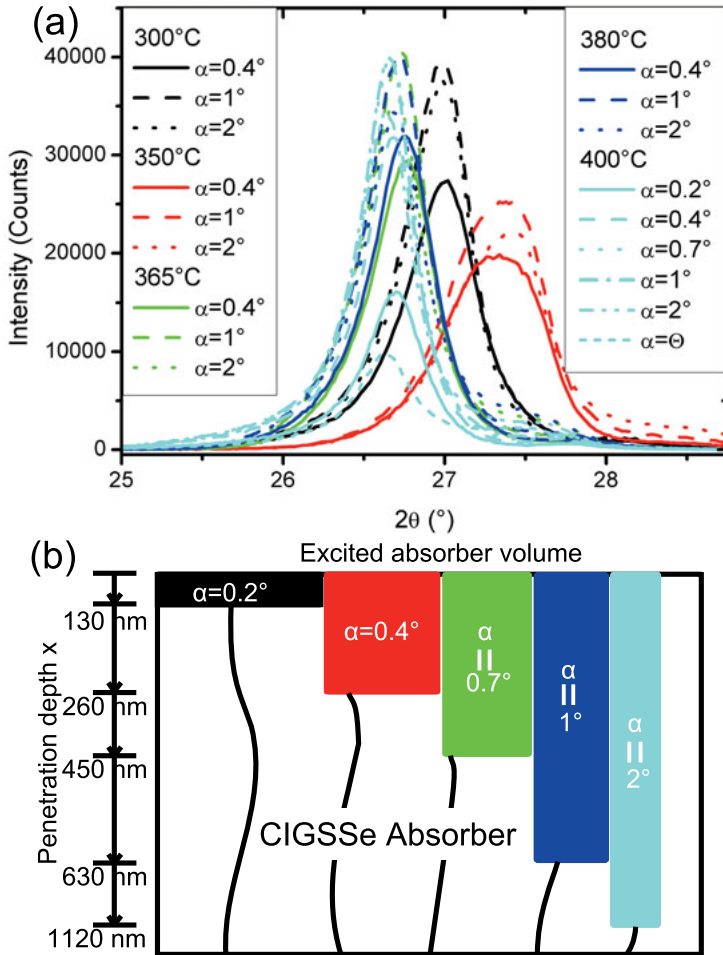 (a)
300°C
α=0.4°
α=1°
α=2°
350°C
α=0.4°
α=1°
α=2°
365°C
α=0.4°
α=1°
α=2°
380°C
α=0.4°
α=1°
α=2°
400°C
α=0.2°
α=0.4°
α=0.7°
α=1°
α=2°
α=Θ
Intensity (Counts)
40000
30000
20000
10000
0
25
26
27
28
2θ (°)
(b)
Excited absorber volume
Penetration depth x
130 nm
260 nm
450 nm
630 nm
1120 nm
α=0.2°
α=0.4°
α
=
0.7°
α
=
1°
α
=
2°
CIGSSe Absorber